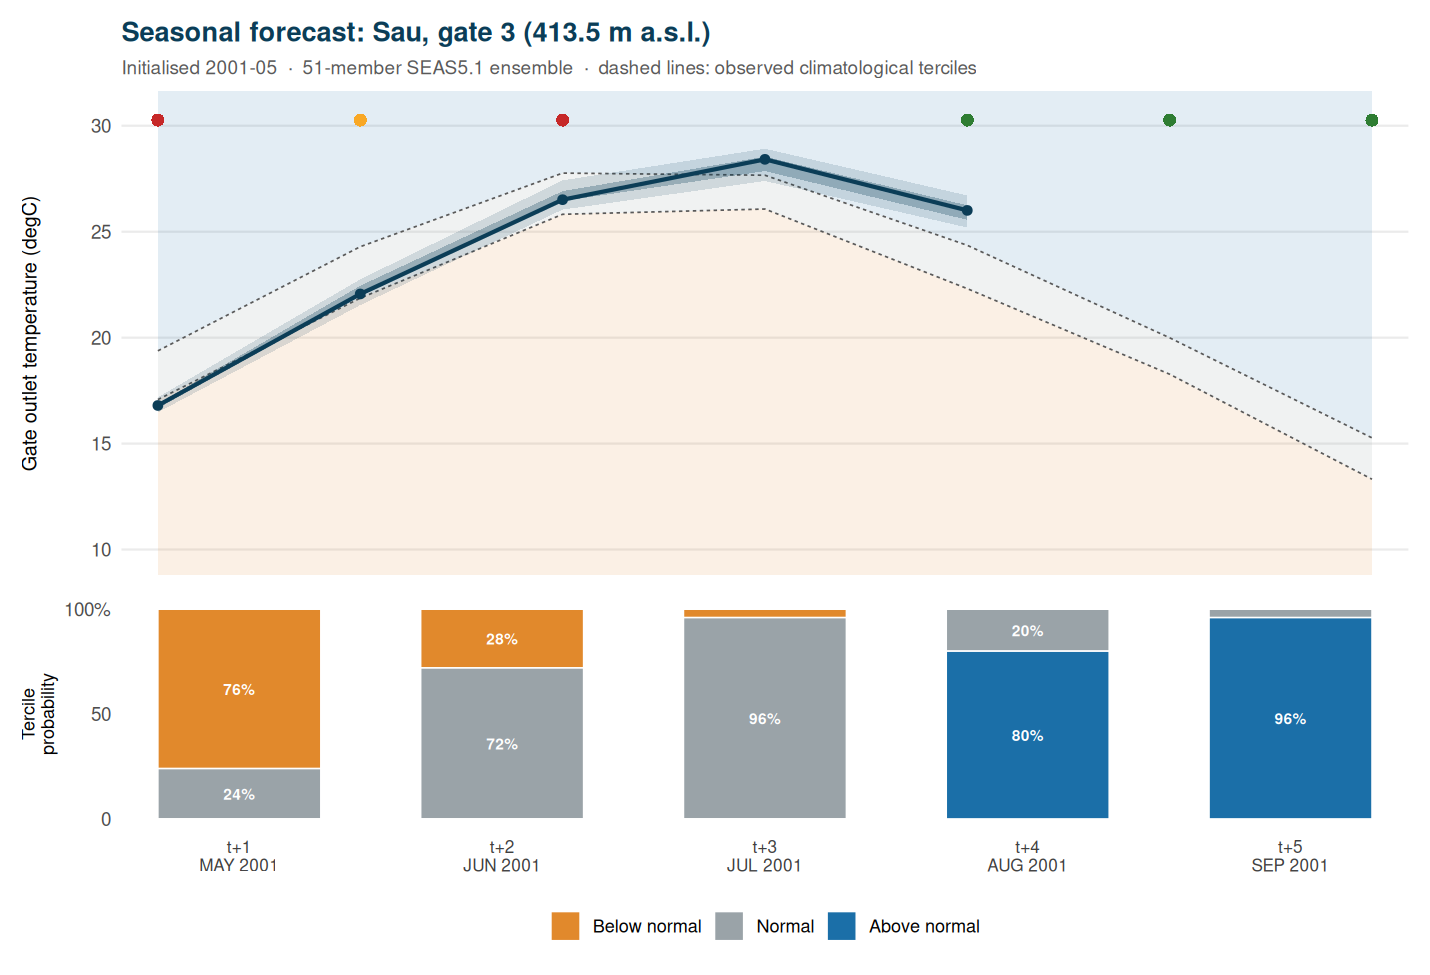 Seasonal forecast: Sau, gate 3 (413.5 m a.s.l.)
Initialised 2001-05 · 51-member SEAS5.1 ensemble · dashed lines: observed climatological terciles
Gate outlet temperature (degC)
30
25
20
15
10
Tercile
probability
100%
50
0
76%
24%
28%
72%
96%
20%
80%
96%
t+1
MAY 2001
t+2
JUN 2001
t+3
JUL 2001
t+4
AUG 2001
t+5
SEP 2001
Below normal
Normal
Above normal